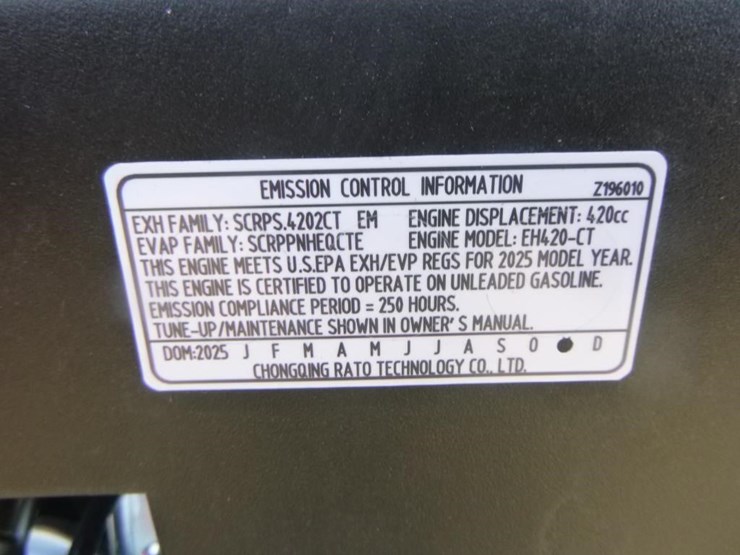 EMISSION CONTROL INFORMATION Z196010
EXH FAMILY: SCRPS.4202CT EM ENGINE DISPLACEMENT: 420cc
EVAP FAMILY: SCRPPNHEQCTE ENGINE MODEL: EH420-CT
THIS ENGINE MEETS U.S.EPA EXH/EVP REGS FOR 2025 MODEL YEAR.
THIS ENGINE IS CERTIFIED TO OPERATE ON UNLEADED GASOLINE.
EMISSION COMPLIANCE PERIOD = 250 HOURS.
TUNE-UP/MAINTENANCE SHOWN IN OWNER'S MANUAL.
DOM:2025 J F M A M J J A S O ● D
CHONGQING RATO TECHNOLOGY CO., LTD.